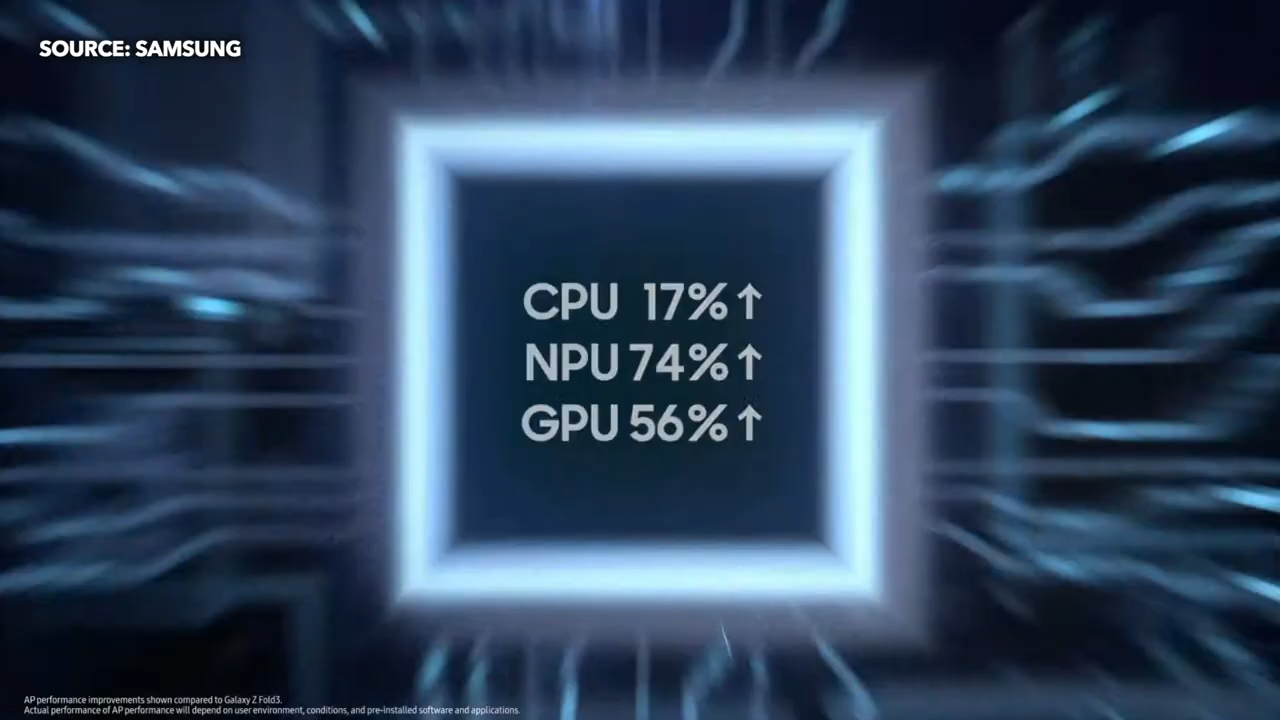 SOURCE: SAMSUNG
CPU 17%↑
NPU 74%↑
GPU 56%↑
AP performance improvements shown compared to Galaxy Z Fold3.
Actual performance of AP performance will depend on user environment, conditions, and pre-installed software and applications.